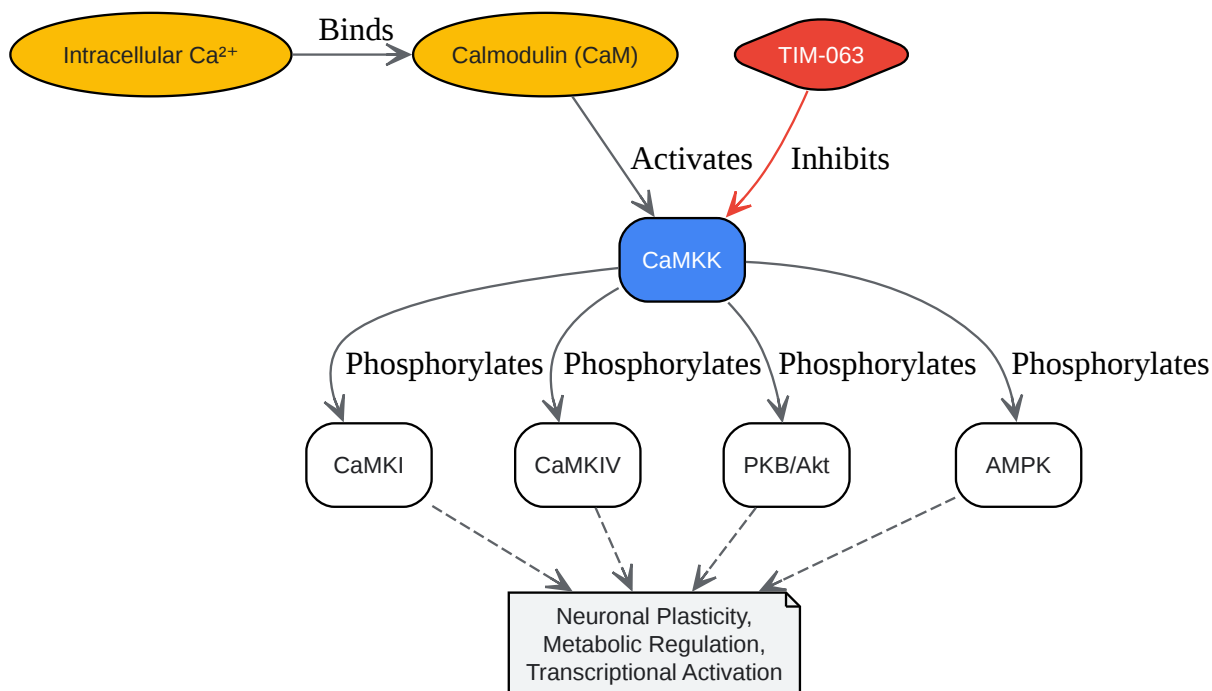 Binds
Intracellular Ca²⁺
Calmodulin (CaM)
TIM-063
Activates
Inhibits
CaMKK
Phosphorylates
Phosphorylates
Phosphorylates
Phosphorylates
CaMKI
CaMKIV
PKB/Akt
AMPK
Neuronal Plasticity,
Metabolic Regulation,
Transcriptional Activation